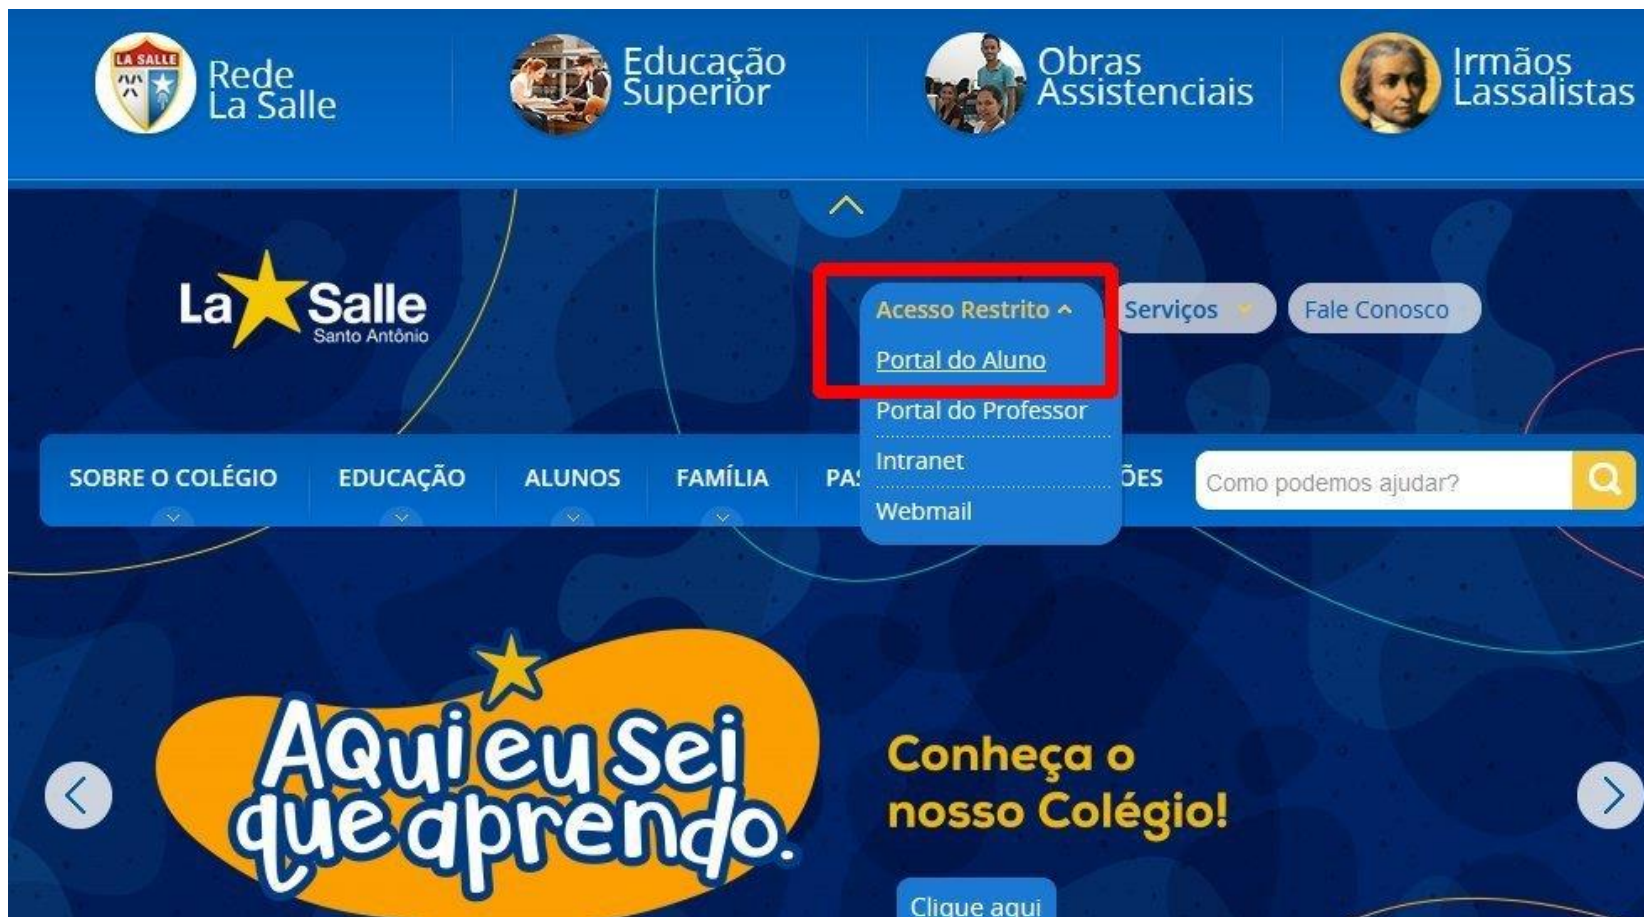 LA SALLE
Rede
La Salle
Educação
Superior
Obras
Assistenciais
Irmãos
Lassalistas
La Salle
Santo Antônio
Acesso Restrito
Serviços
Fale Conosco
Portal do Aluno
Portal do Professor
Intranet
Webmail
SOBRE O COLÉGIO
EDUCAÇÃO
ALUNOS
FAMÍLIA
Como podemos ajudar?
Aqui eu sei
que aprendo.
Conheça o
nosso Colégio!
Clique aqui